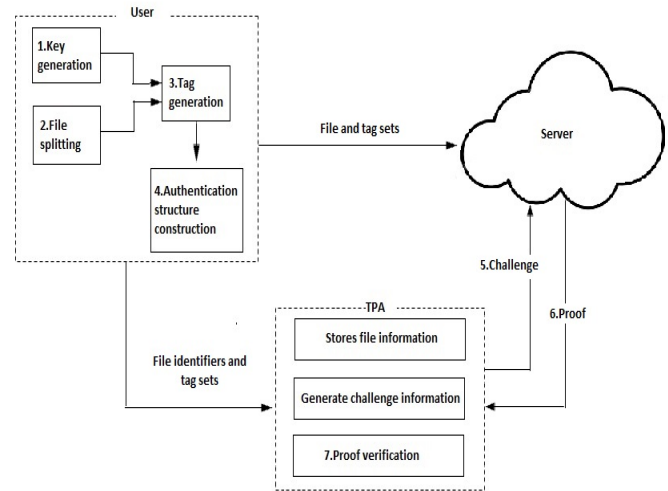 User
1.Key
generation
2.File
splitting
3.Tag
generation
4.Authentication
structure
construction
File and tag sets
Server
5.Challenge
6.Proof
File identifiers and
tag sets
TPA
Stores file information
Generate challenge information
7.Proof verification